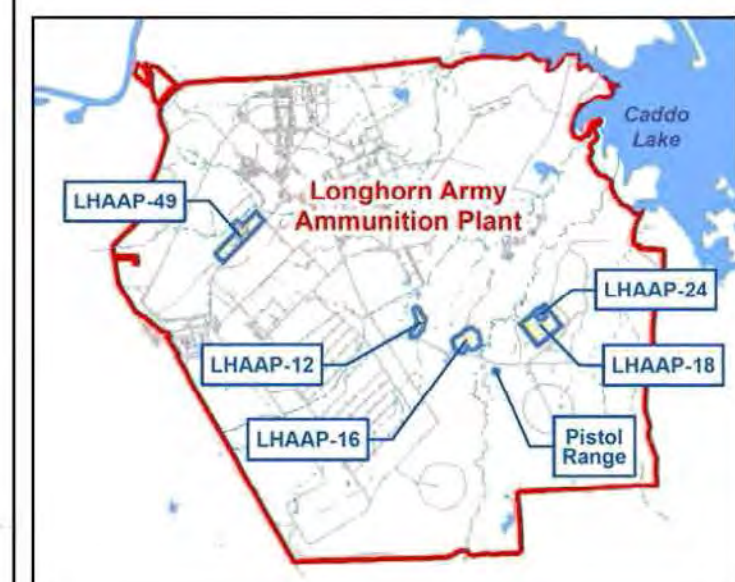 Caddo
Lake
LHAAP-49
Longhorn Army
Ammunition Plant
LHAAP-24
LHAAP-12
LHAAP-18
LHAAP-16
Pistol
Range